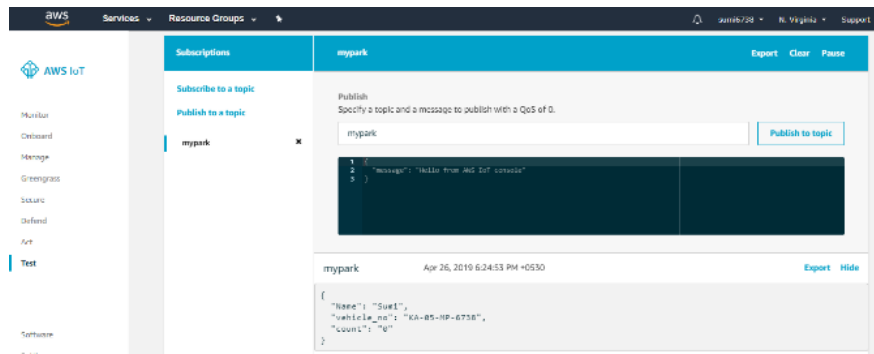 aws Services Resource Groups sumi6738 N. Virginia Support
AWS IoT
Monitor
Onboard
Manage
Greengrass
Secure
Defend
Act
Test
Software
Subscriptions
Subscribe to a topic
Publish to a topic
mypark x
mypark Export Clear Pause
Publish
Specify a topic and a message to publish with a QoS of 0.
mypark Publish to topic
1 {
2 "message": "Hello from AWS IoT console"
3 }
mypark Apr 26, 2019 6:24:53 PM +0530 Export Hide
{
"Name": "Sumi",
"vehicle_no": "KA-05-MP-6738",
"count": "0"
}